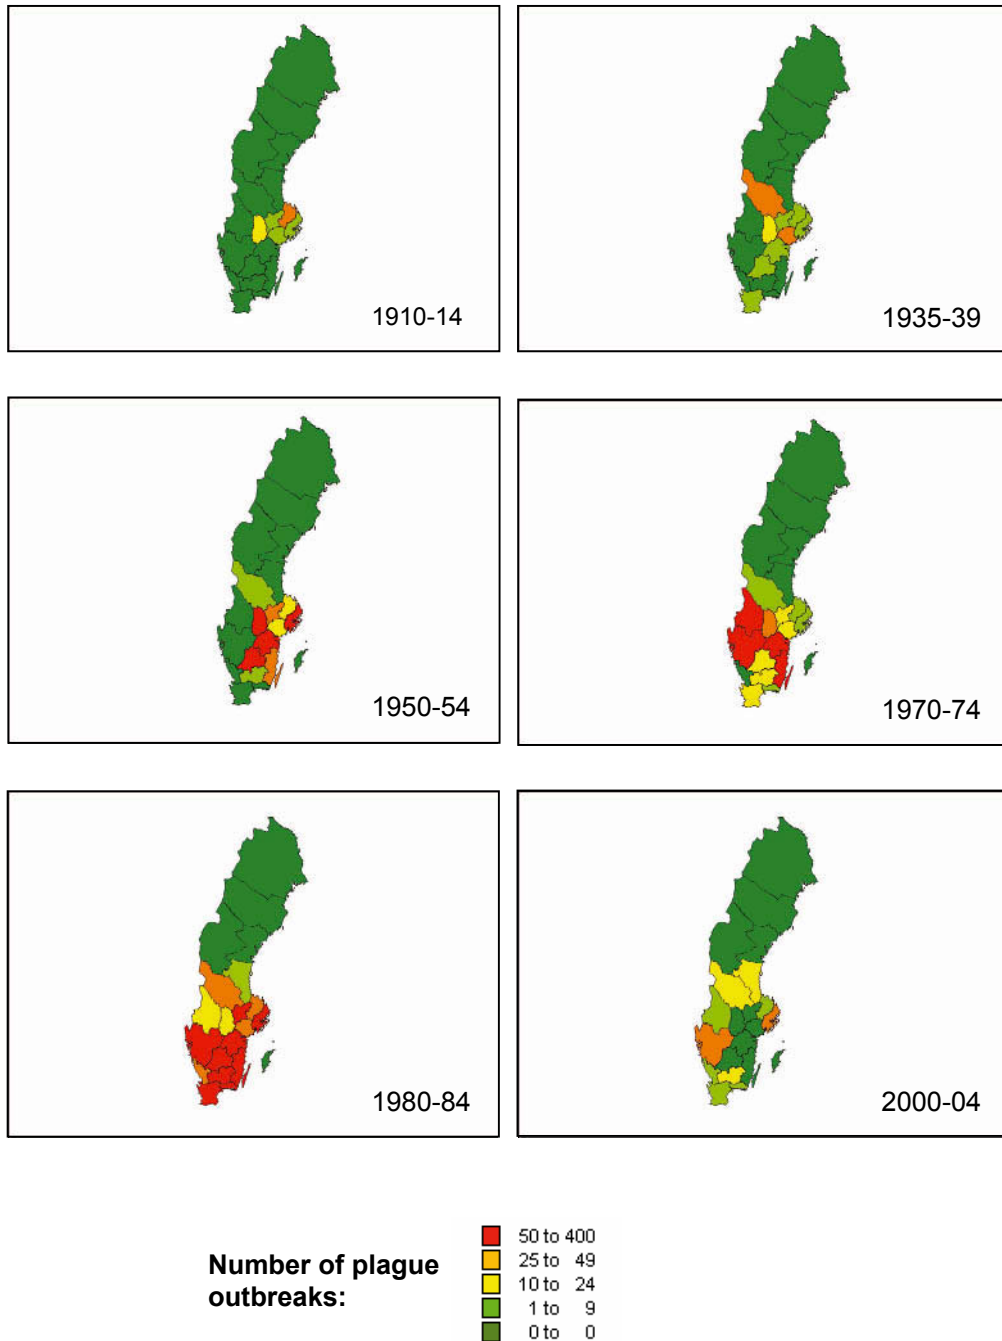 1910-14
1935-39
1950-54
1970-74
1980-84
2000-04
Number of plague
outbreaks:
50 to 400
25 to 49
10 to 24
1 to 9
0 to 0